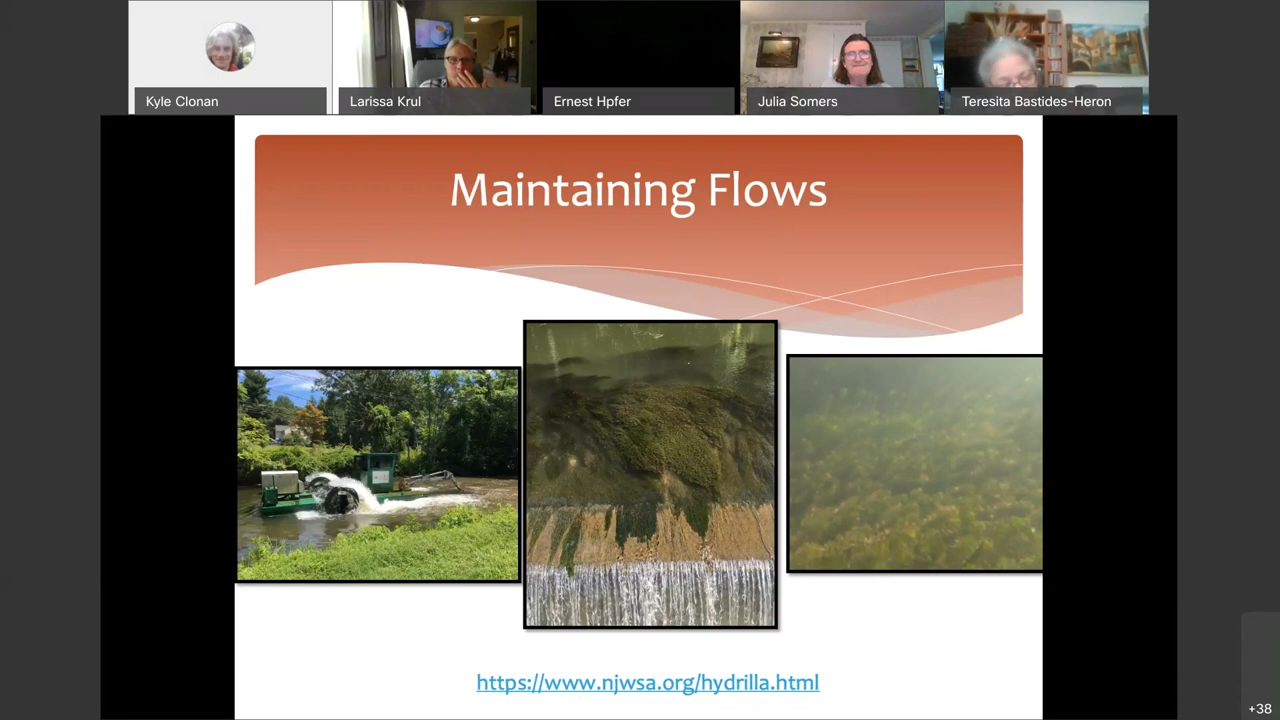 Kyle Clonan
Larissa Krul
Ernest Hpfer
Julia Somers
Teresita Bastides-Heron
Maintaining Flows
https://www.njwsa.org/hydrilla.html
+38